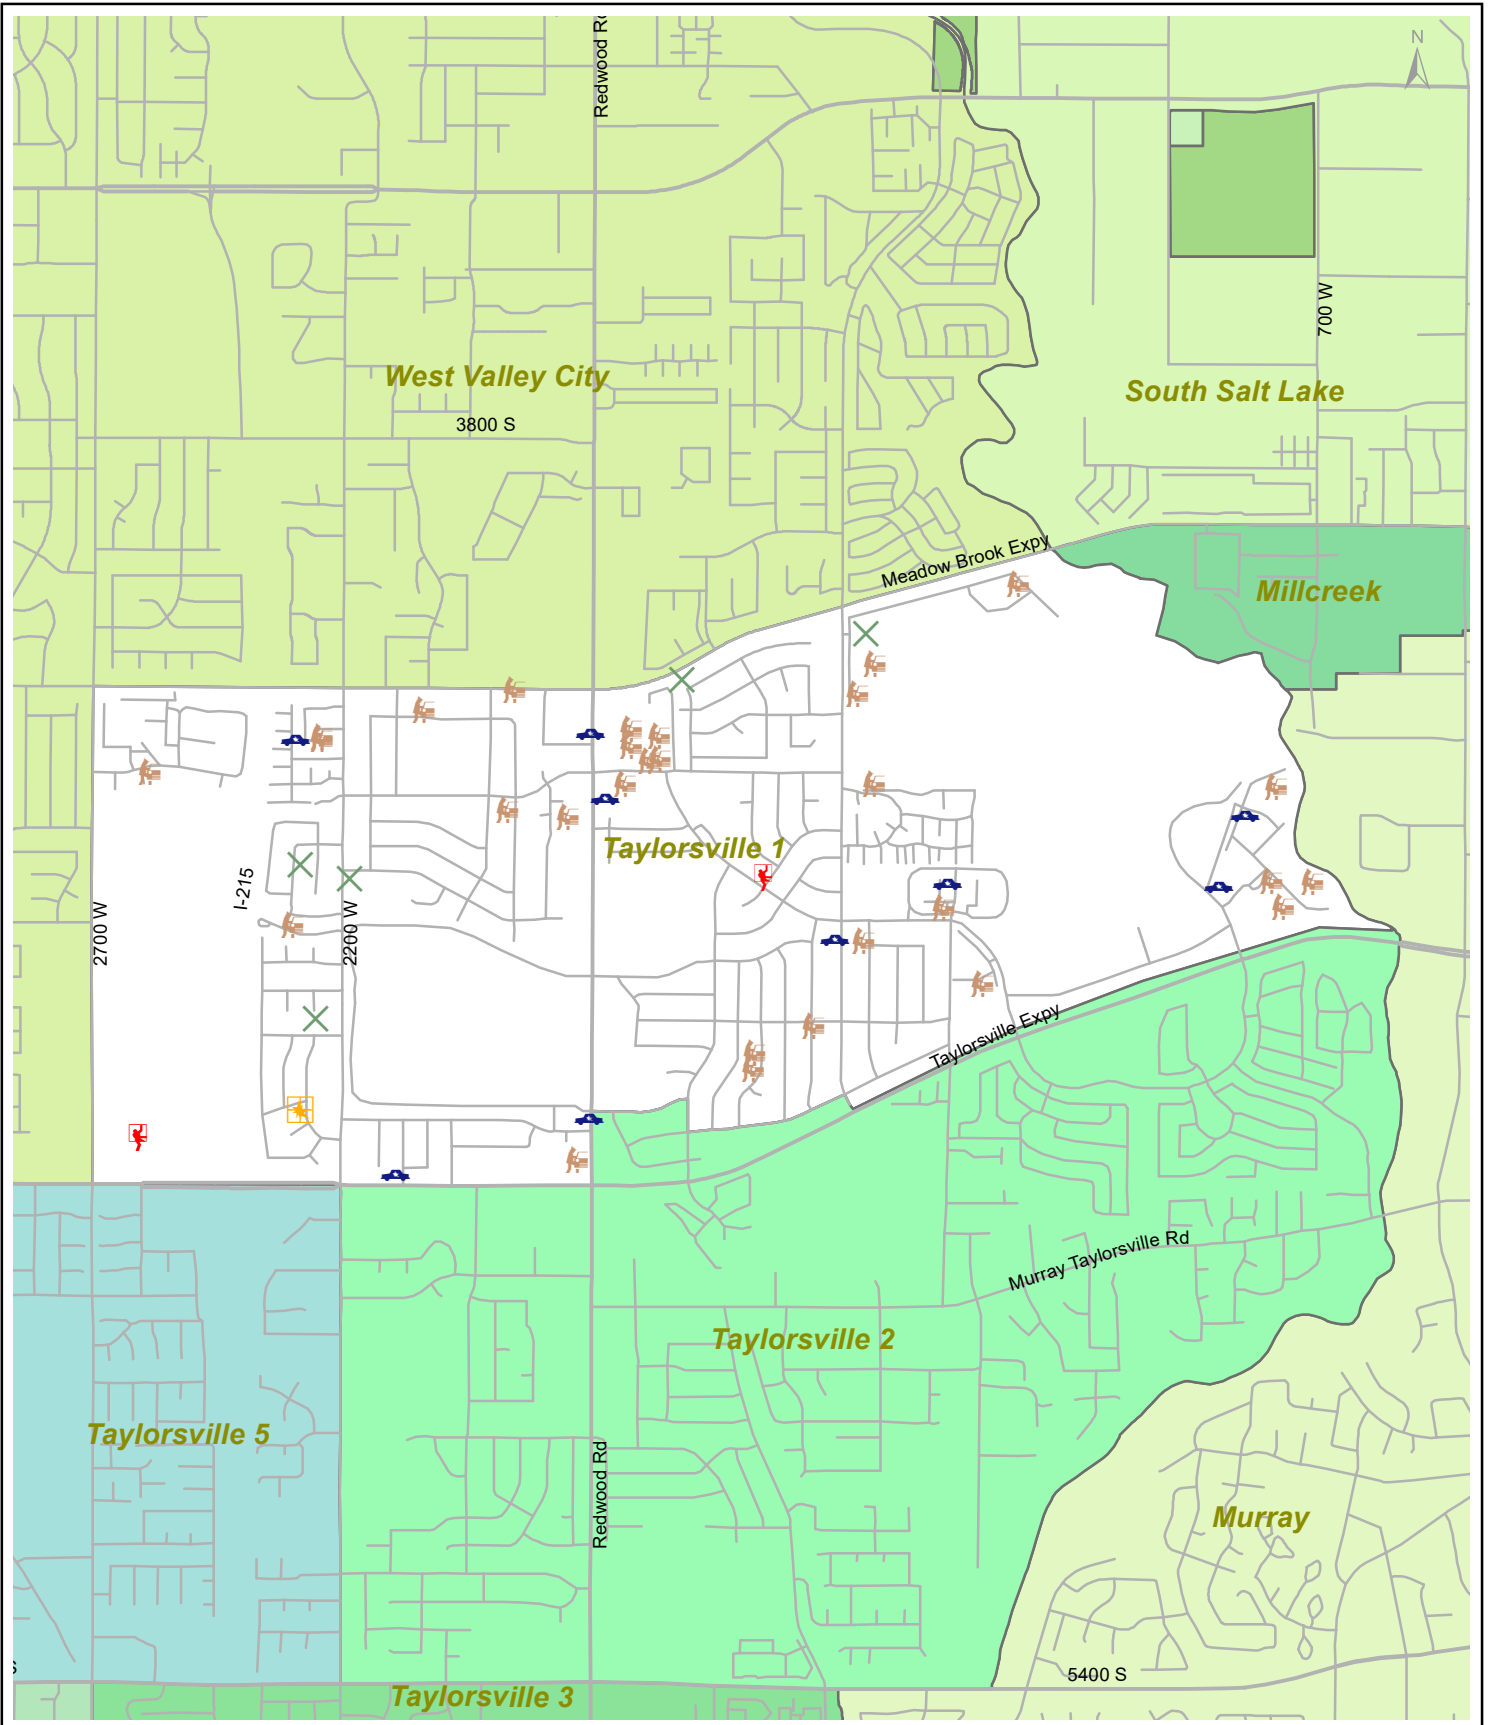 N
Redwood Rd
700 W
West Valley City
South Salt Lake
3800 S
Meadow Brook Expy
Millcreek
Taylorsville 1
I-215
2700 W
2200 W
Taylorsville Expy
Murray Taylorsville Rd
Taylorsville 2
Taylorsville 5
Redwood Rd
Murray
5400 S
Taylorsville 3